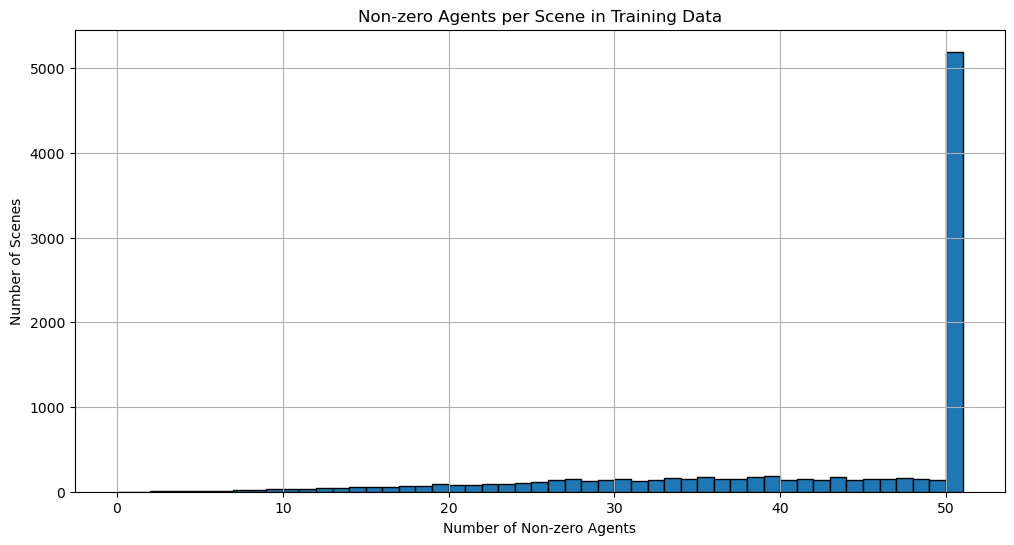 Non-zero Agents per Scene in Training Data
5000
4000
3000
2000
1000
0
Number of Scenes
0 10 20 30 40 50
Number of Non-zero Agents